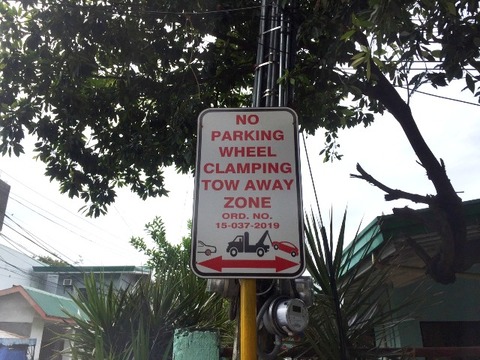 NO
PARKING
WHEEL
CLAMPING
TOW AWAY
ZONE
ORD. NO.
15-037-2019